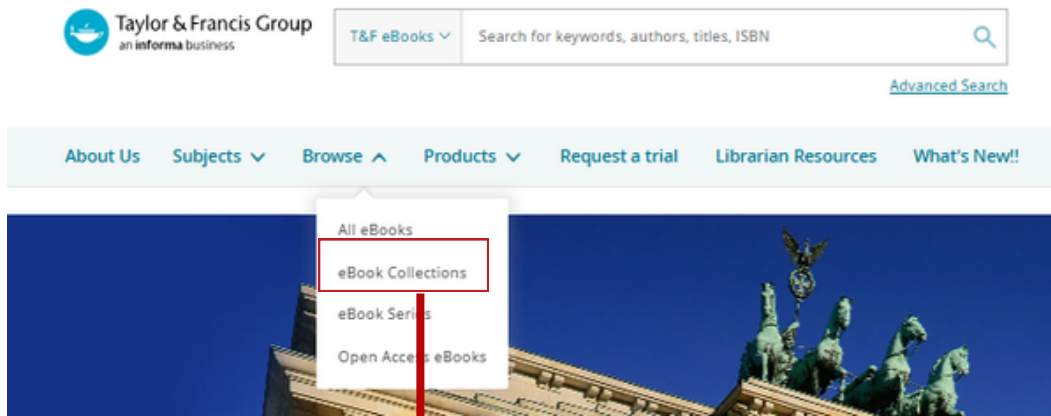 Taylor & Francis Group
an informa business
T&F eBooks
Search for keywords, authors, titles, ISBN
Advanced Search
About Us Subjects Browse Products Request a trial Librarian Resources What's New!!
All eBooks
eBook Collections
eBook Series
Open Access eBooks